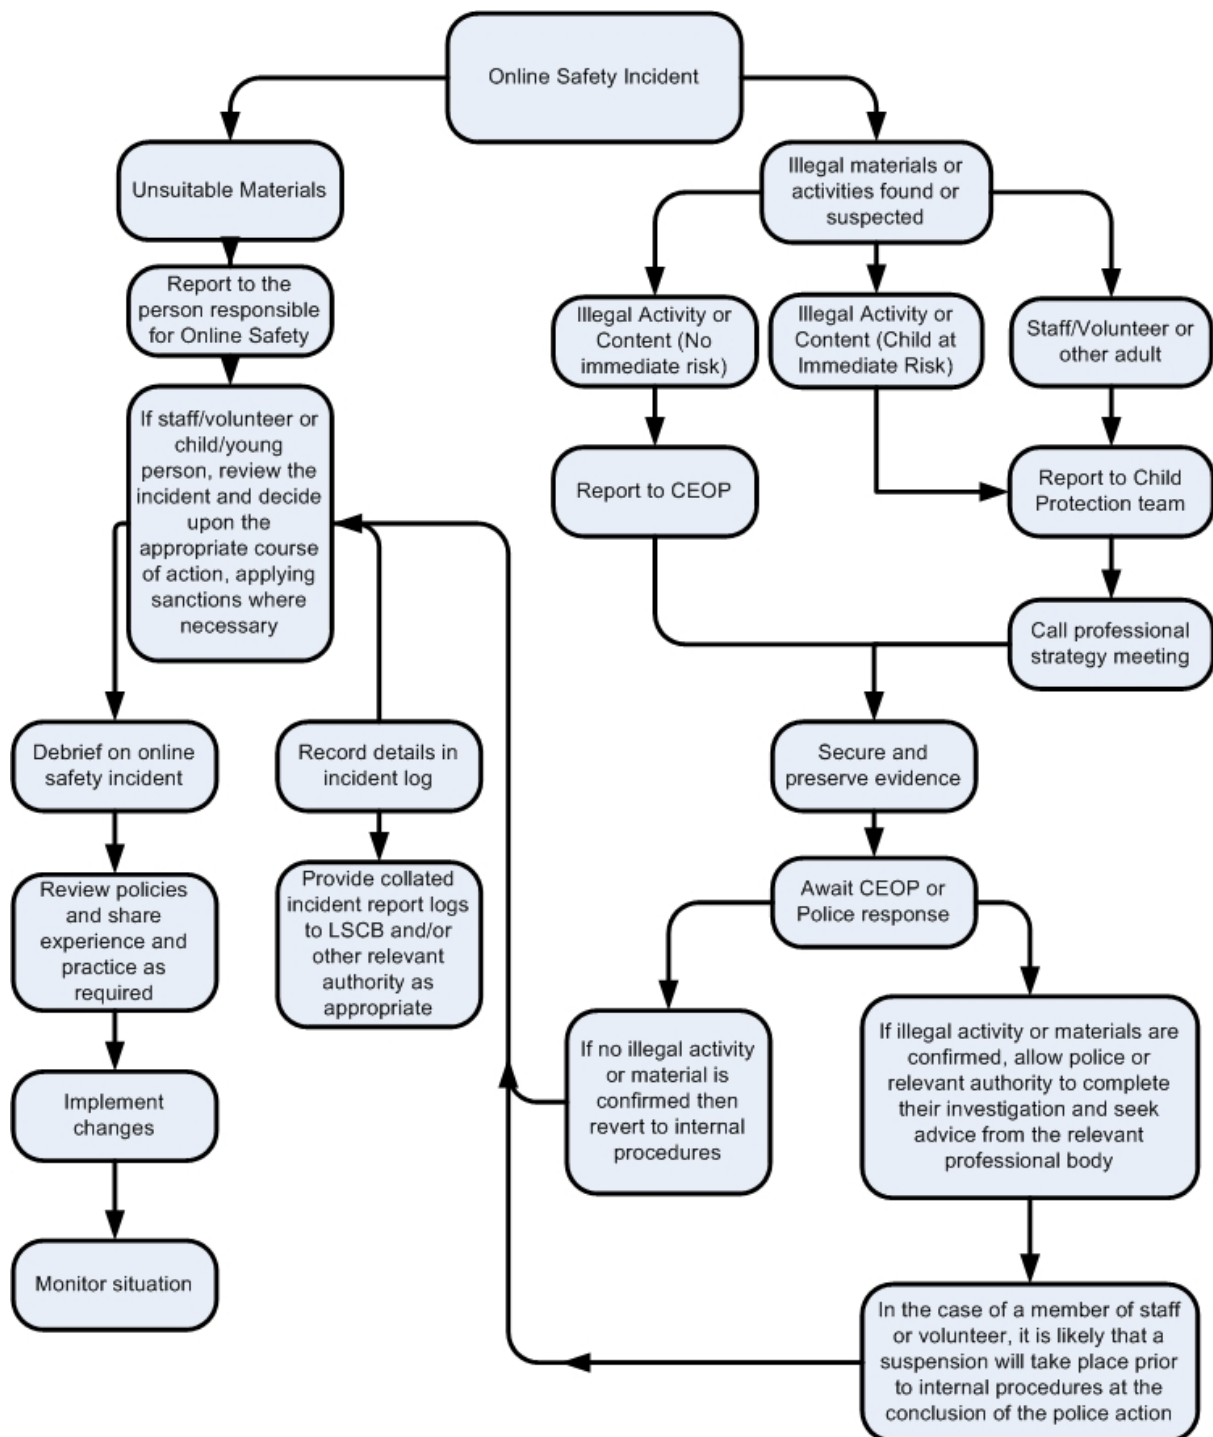 Online Safety Incident
Unsuitable Materials
Report to the
person responsible
for Online Safety
If staff/volunteer or
child/young
person, review the
incident and decide
upon the
appropriate course
of action, applying
sanctions where
necessary
Debrief on online
safety incident
Review policies
and share
experience and
practice as
required
Implement
changes
Monitor situation
Record details in
incident log
Provide collated
incident report logs
to LSCB and/or
other relevant
authority as
appropriate
Illegal materials or
activities found or
suspected
Illegal Activity or
Content (No
immediate risk)
Illegal Activity or
Content (Child at
Immediate Risk)
Staff/Volunteer or
other adult
Report to CEOP
Report to Child
Protection team
Call professional
strategy meeting
Secure and
preserve evidence
Await CEOP or
Police response
If no illegal activity
or material is
confirmed then
revert to internal
procedures
If illegal activity or materials are
confirmed, allow police or
relevant authority to complete
their investigation and seek
advice from the relevant
professional body
In the case of a member of staff
or volunteer, it is likely that a
suspension will take place prior
to internal procedures at the
conclusion of the police action